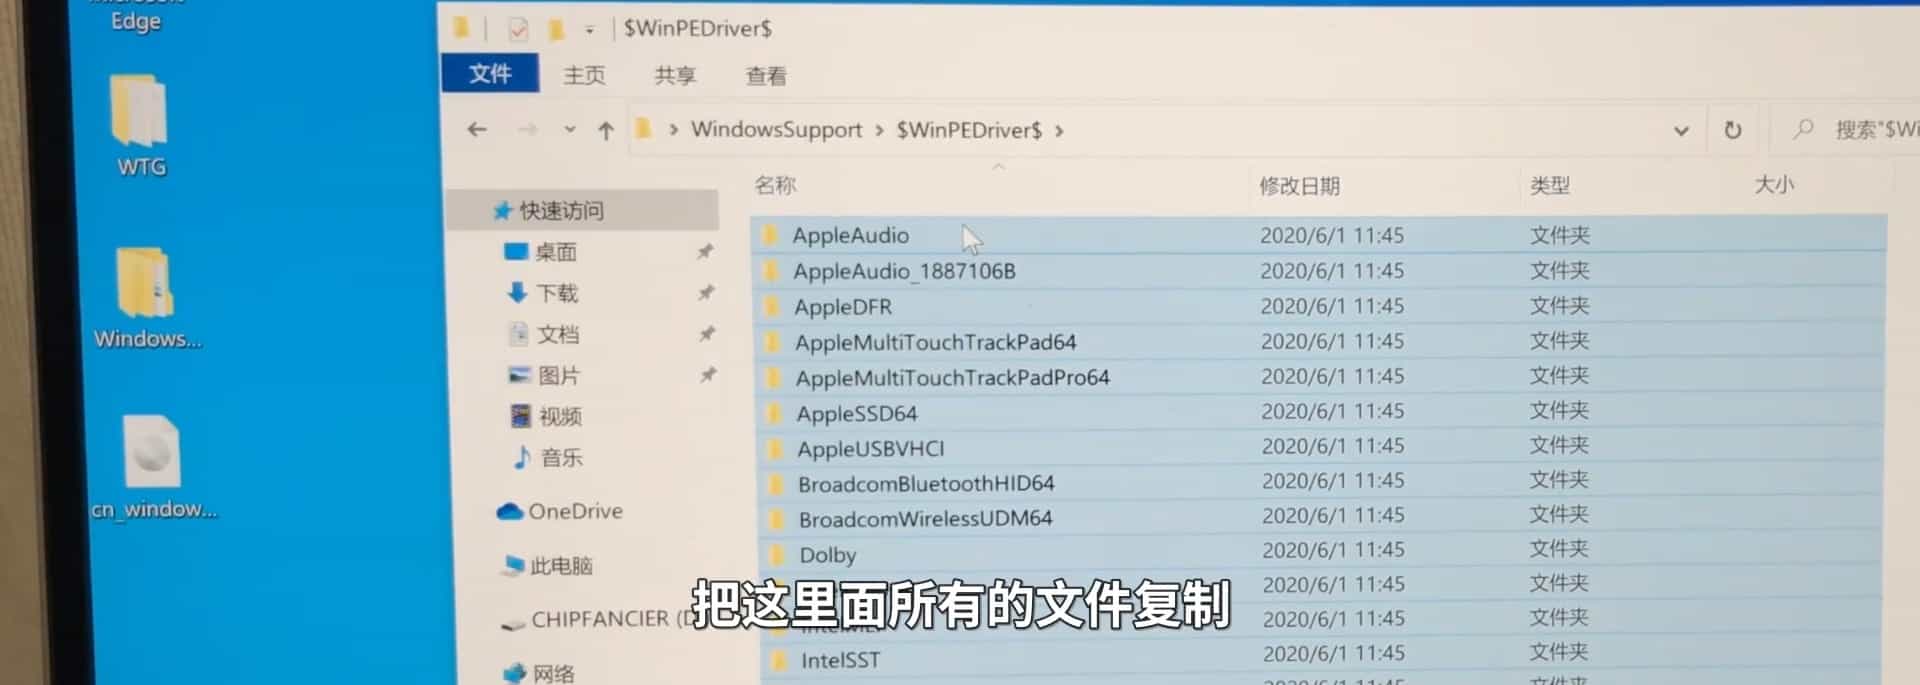 Edge
WTG
Windows...
cn_window...
$WinPEDriver$
文件 主页 共享 查看
WindowsSupport > $WinPEDriver$ >
搜索"$Wi
名称 修改日期 类型 大小
快速访问
桌面
下载
文档
图片
视频
音乐
OneDrive
此电脑
CHIPFANCIER (D
网络
AppleAudio 2020/6/1 11:45 文件夹
AppleAudio_1887106B 2020/6/1 11:45 文件夹
AppleDFR 2020/6/1 11:45 文件夹
AppleMultiTouchTrackPad64 2020/6/1 11:45 文件夹
AppleMultiTouchTrackPadPro64 2020/6/1 11:45 文件夹
AppleSSD64 2020/6/1 11:45 文件夹
AppleUSBVHCI 2020/6/1 11:45 文件夹
BroadcomBluetoothHID64 2020/6/1 11:45 文件夹
BroadcomWirelessUDM64 2020/6/1 11:45 文件夹
Dolby 2020/6/1 11:45 文件夹
2020/6/1 11:45 文件夹
2020/6/1 11:45 文件夹
IntelSST 2020/6/1 11:45 文件夹
把这里面所有的文件复制